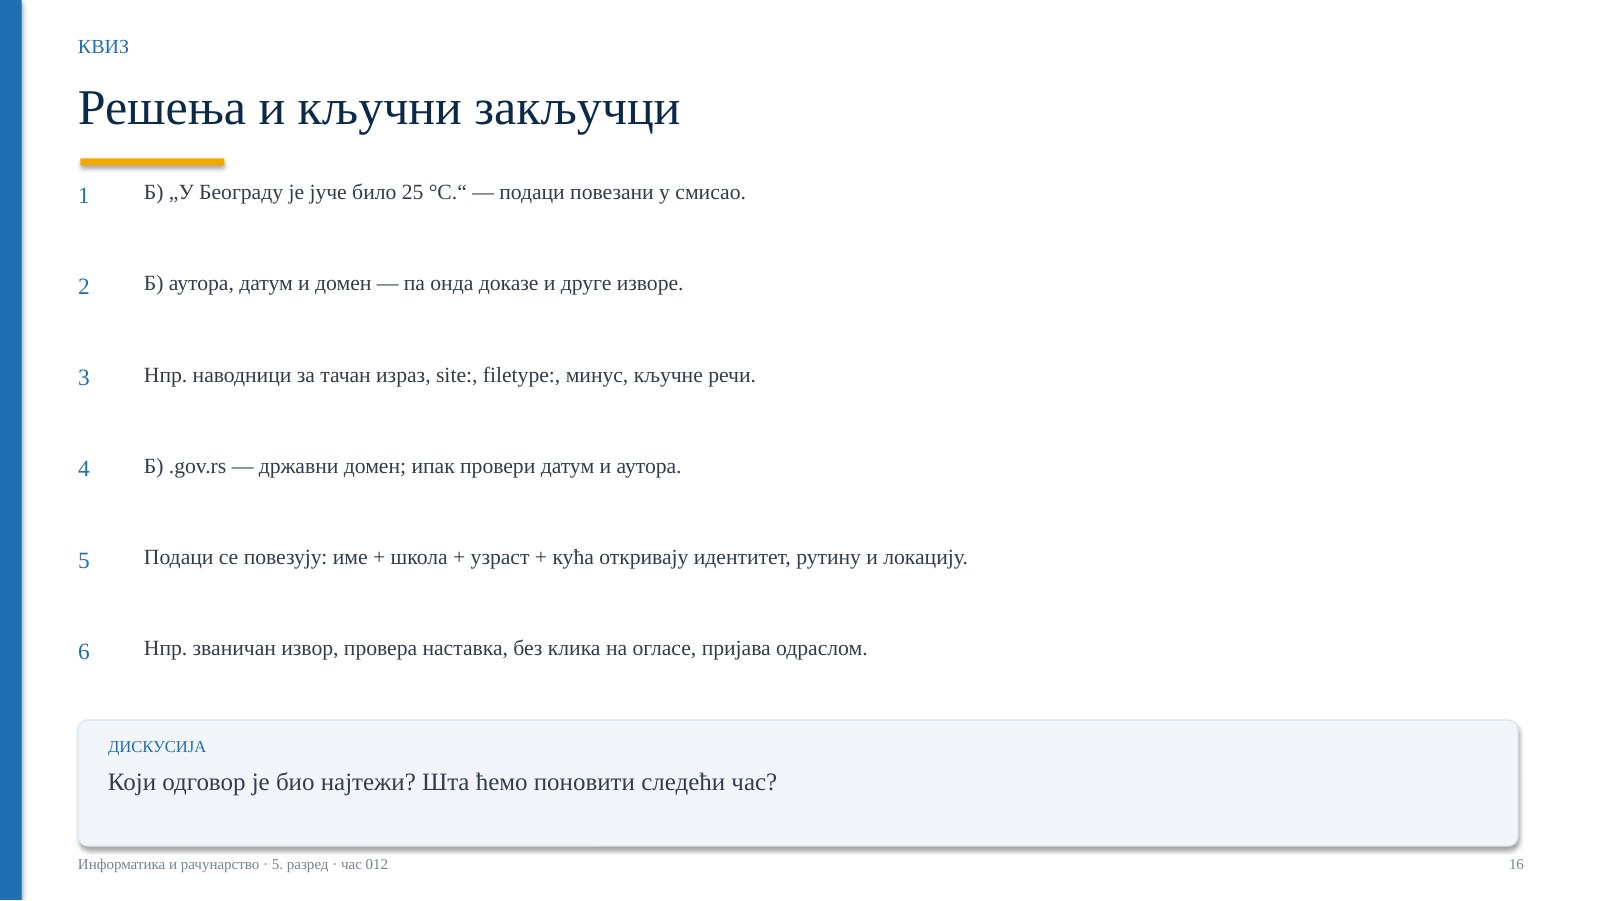 КВИЗ
Решења и кључни закључци
1 Б) „У Београду је јуче било 25 °C.“ — подаци повезани у смисао.
2 Б) аутора, датум и домен — па онда доказе и друге изворе.
3 Нпр. наводници за тачан израз, site:, filetype:, минус, кључне речи.
4 Б) .gov.rs — државни домен; ипак провери датум и аутора.
5 Подаци се повезују: име + школа + узраст + кућа откривају идентитет, рутину и локацију.
6 Нпр. званичан извор, провера наставка, без клика на огласе, пријава одраслом.
ДИСКУСИЈА
Који одговор је био најтежи? Шта ћемо поновити следећи час?
Информатика и рачунарство · 5. разред · час 012
16